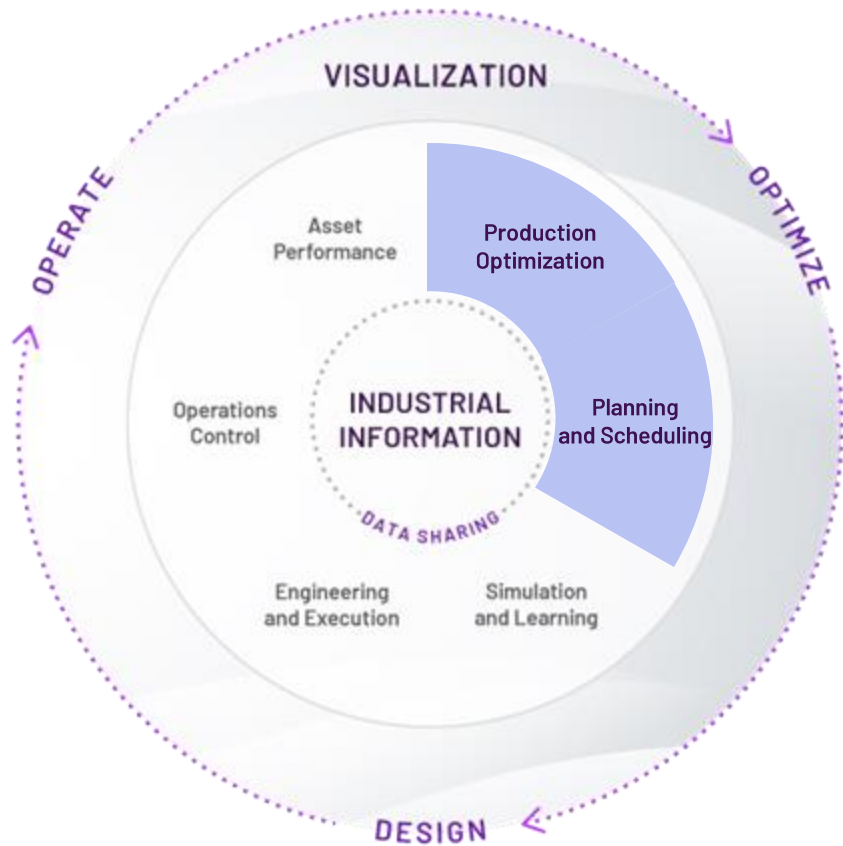 VISUALIZATION
OPERATE
OPTIMIZE
Asset
Performance
Production
Optimization
Operations
Control
INDUSTRIAL
INFORMATION
Planning
and Scheduling
DATA SHARING
Engineering
and Execution
Simulation
and Learning
DESIGN